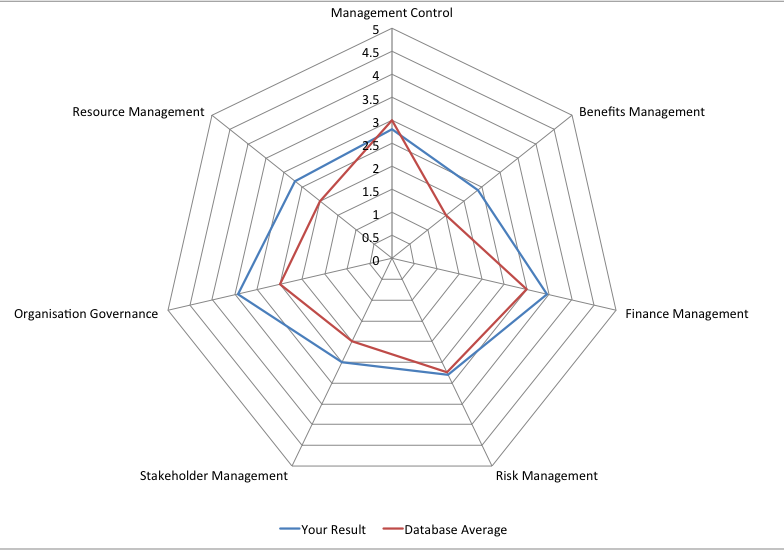 Management Control
5
4.5
4
3.5
3
2.5
2
1.5
1
0.5
0
Resource Management
Benefits Management
Organisation Governance
Finance Management
Stakeholder Management
Risk Management
Your Result
Database Average